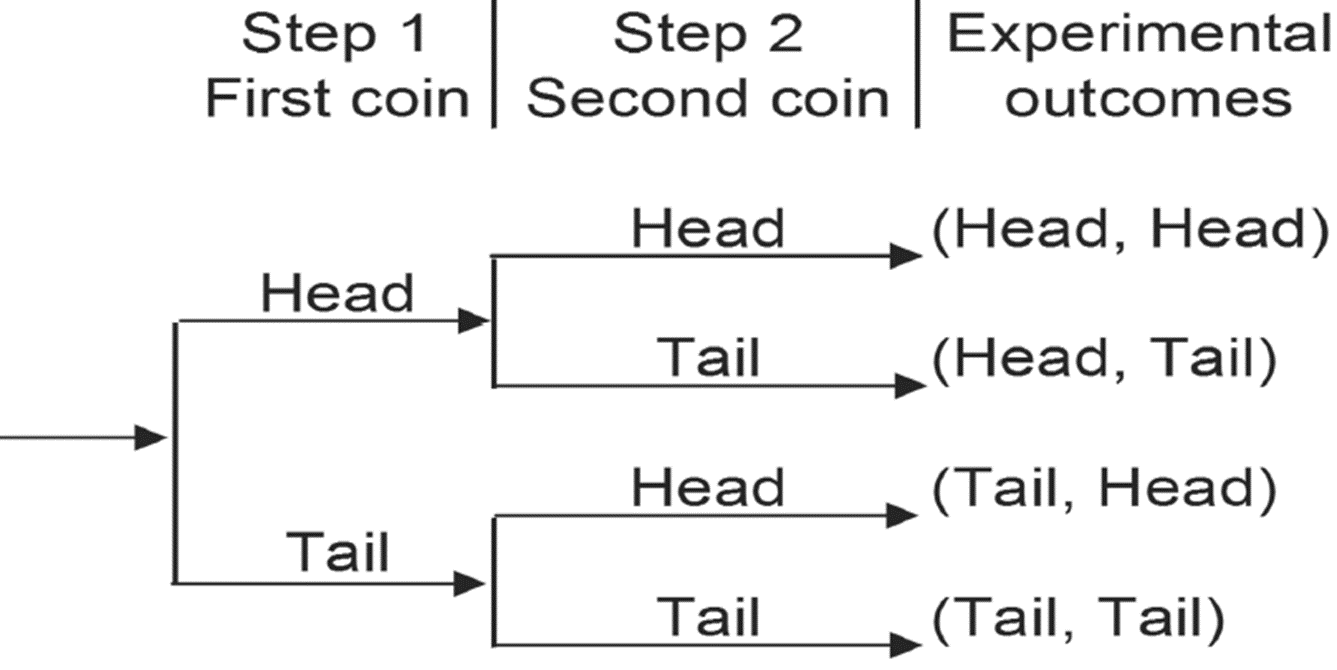 Step 1
First coin
Step 2
Second coin
Experimental
outcomes
Head
Head
(Head, Head)
Tail
(Head, Tail)
Tail
Head
(Tail, Head)
Tail
(Tail, Tail)